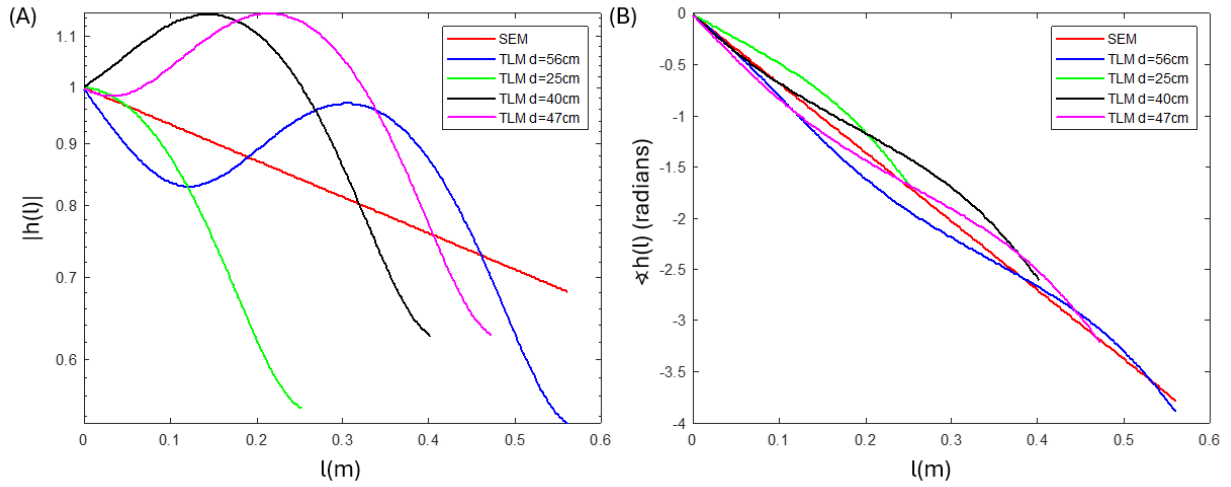 (A)
|h(l)|
1.1
1
0.9
0.8
0.7
0.6
0
0.1
0.2
0.3
0.4
0.5
0.6
l(m)
SEM
TLM d=56cm
TLM d=25cm
TLM d=40cm
TLM d=47cm
(B)
∢h(l) (radians)
0
-0.5
-1
-1.5
-2
-2.5
-3
-3.5
-4
0
0.1
0.2
0.3
0.4
0.5
0.6
l(m)
SEM
TLM d=56cm
TLM d=25cm
TLM d=40cm
TLM d=47cm